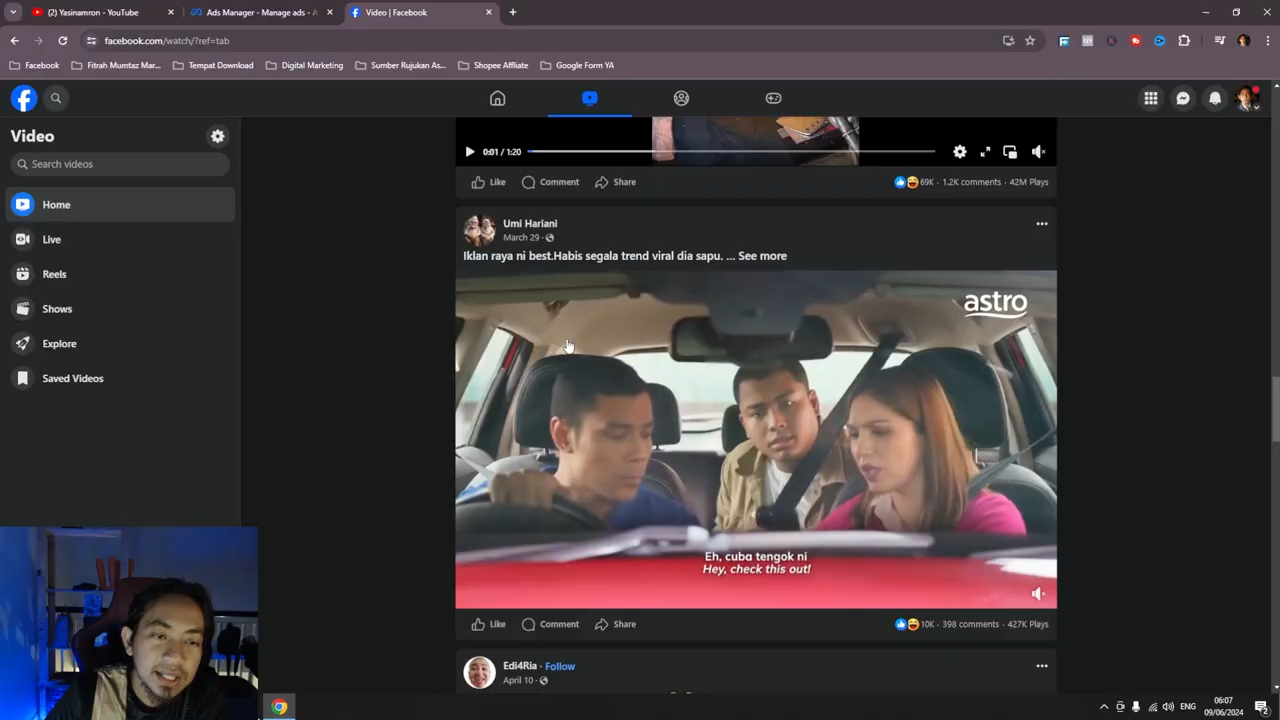 (2) Yasinamron - YouTube
Ads Manager - Manage ads - A
Video | Facebook
facebook.com/watch/?ref=tab
Facebook
Fitrah Mumtaz Mar...
Tempat Download
Digital Marketing
Sumber Rujukan As...
Shopee Affliate
Google Form YA
Video
Search videos
Home
Live
Reels
Shows
Explore
Saved Videos
0:01 / 1:20
Like
Comment
Share
69K · 1.2K comments · 42M Plays
Umi Hariani
March 29 ·
Iklan raya ni best.Habis segala trend viral dia sapu. ... See more
astro
Eh, cuba tengok ni
Hey, check this out!
Like
Comment
Share
10K · 398 comments · 427K Plays
Edi4Ria · Follow
April 10 ·
ENG
06:07
09/06/2024
2